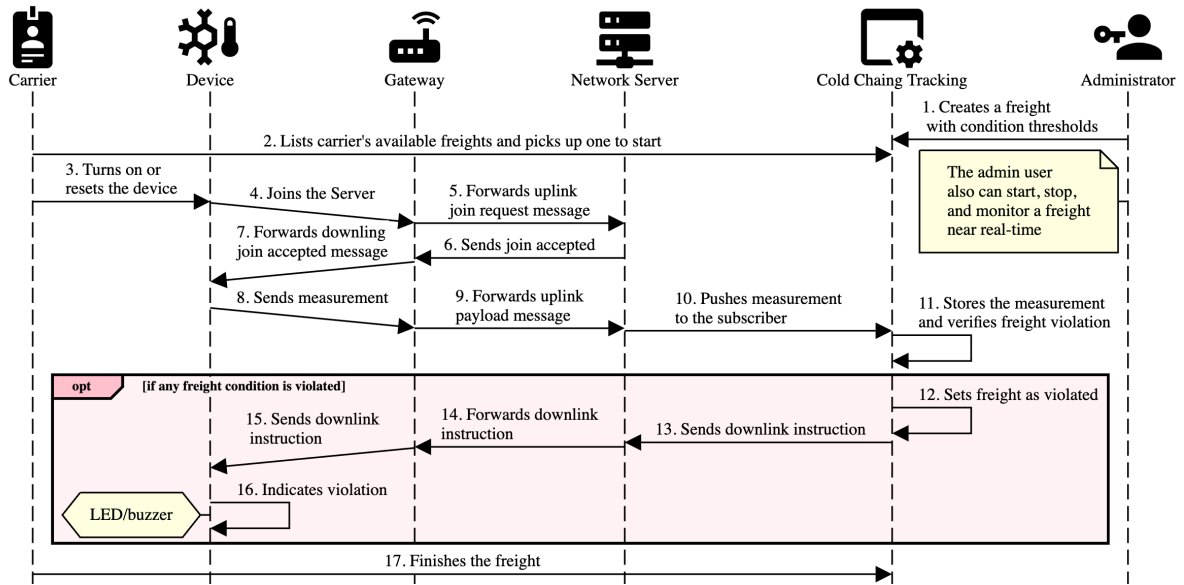 Carrier
Device
Gateway
Network Server
Cold Chaing Tracking
Administrator
1. Creates a freight
with condition thresholds
2. Lists carrier's available freights and picks up one to start
The admin user
also can start, stop,
and monitor a freight
near real-time
3. Turns on or
resets the device
4. Joins the Server
5. Forwards uplink
join request message
6. Sends join accepted
7. Forwards downling
join accepted message
8. Sends measurement
9. Forwards uplink
payload message
10. Pushes measurement
to the subscriber
11. Stores the measurement
and verifies freight violation
opt
[if any freight condition is violated]
12. Sets freight as violated
13. Sends downlink instruction
14. Forwards downlink
instruction
15. Sends downlink
instruction
16. Indicates violation
LED/buzzer
17. Finishes the freight